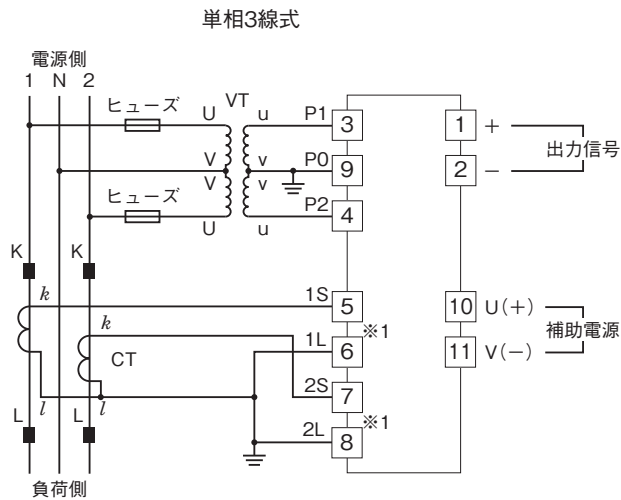 単相3線式
電源側
1 N 2
ヒューズ
U
VT
u
P1
3
1
+
V
v
P0
9
2
−
出力信号
V
v
ヒューズ
U
u
P2
4
K
K
k
1S
5
10
U(+)
※1
k
1L
6
11
V(−)
補助電源
CT
2S
7
※1
L
l
L
l
2L
8
負荷側